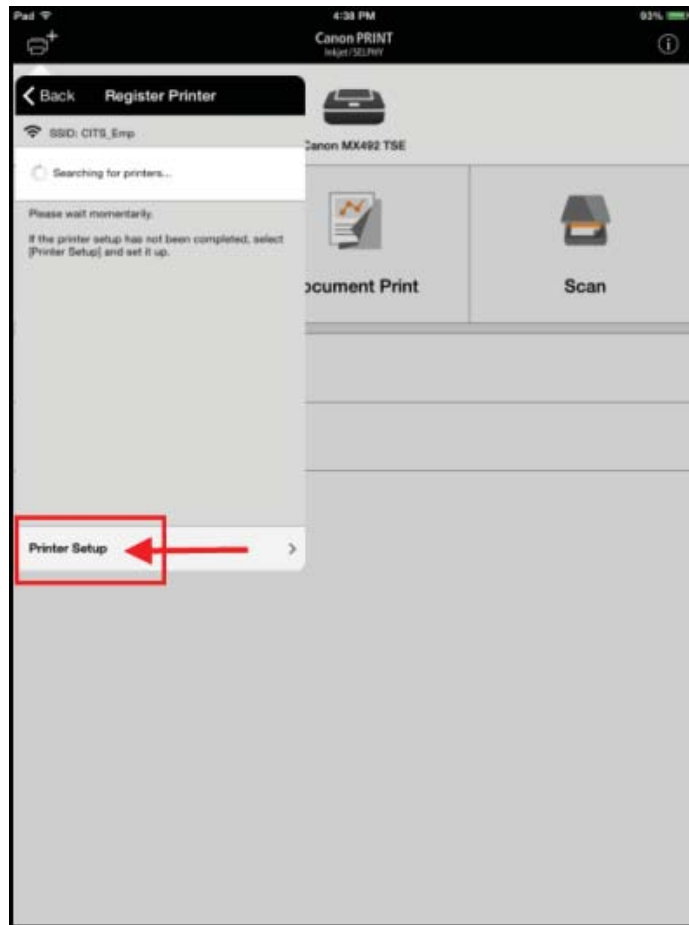 Pad
4:38 PM
93%
Canon PRINT
Inkjet/SELPHY
Back
Register Printer
SSID: CITS_Emp
Canon MX492 TSE
Searching for printers...
Please wait momentarily.
If the printer setup has not been completed, select
[Printer Setup] and set it up.
ocument Print
Scan
Printer Setup